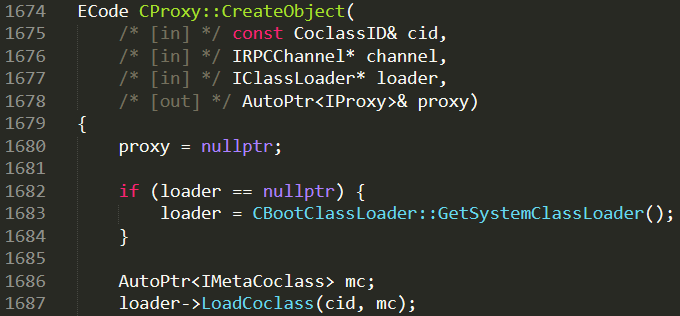 1674 ECode CProxy::CreateObject(
1675     /* [in] */ const CoclassID& cid,
1676     /* [in] */ IRPCChannel* channel,
1677     /* [in] */ IClassLoader* loader,
1678     /* [out] */ AutoPtr<IProxy>& proxy)
1679 {
1680     proxy = nullptr;
1681
1682     if (loader == nullptr) {
1683         loader = CBootClassLoader::GetSystemClassLoader();
1684     }
1685
1686     AutoPtr<IMetaCoclass> mc;
1687     loader->LoadCoclass(cid, mc);